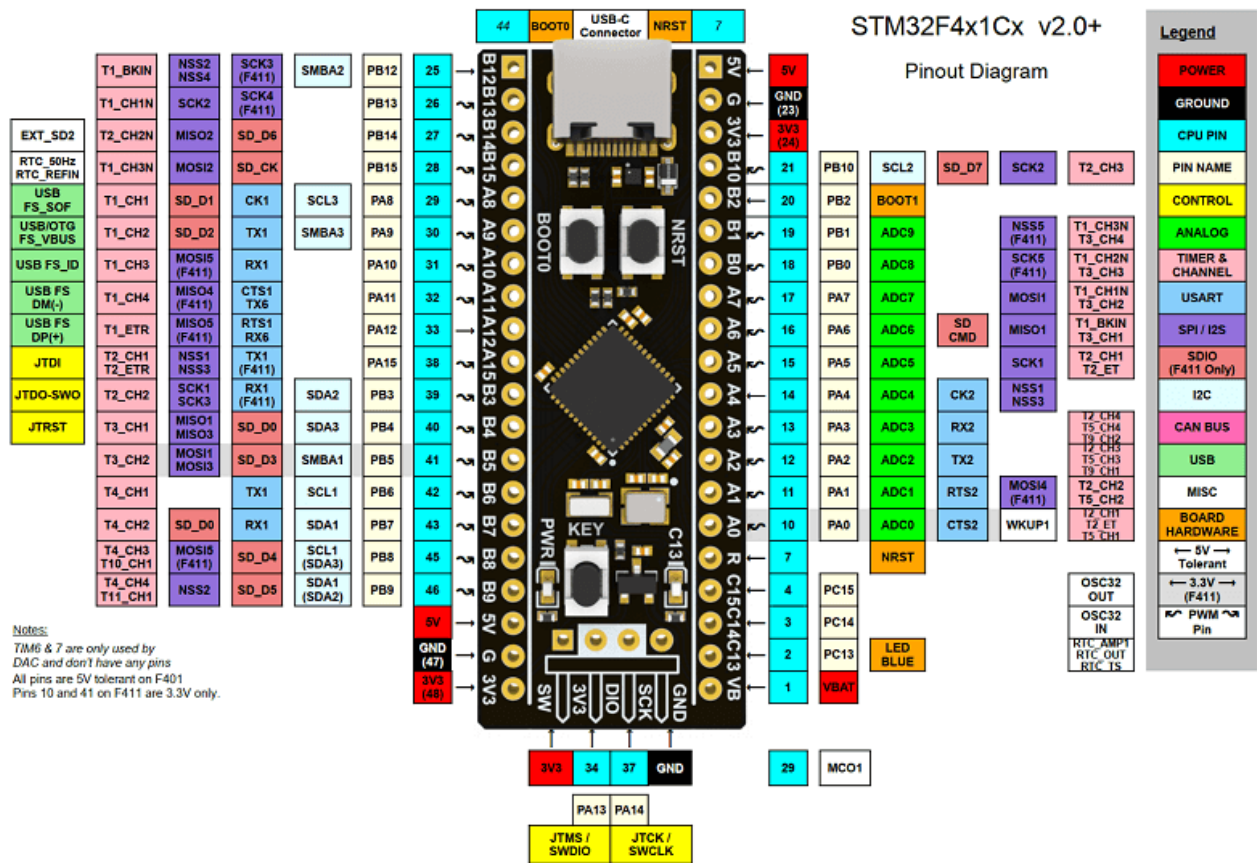 STM32F4x1Cx v2.0+
Pinout Diagram
44 BOOT0 USB-C Connector NRST 7
T1_BKIN NSS2 NSS4 SCK3 (F411) SMBA2 PB12 25 B12
T1_CH1N SCK2 SCK4 (F411) PB13 26 B13
EXT_SD2 T2_CH2N MISO2 SD_D6 PB14 27 B14
RTC_50Hz RTC_REFIN T1_CH3N MOSI2 SD_CK PB15 28 B15
USB FS_SOF T1_CH1 SD_D1 CK1 SCL3 PA8 29 A8
USB/OTG FS_VBUS T1_CH2 SD_D2 TX1 SMBA3 PA9 30 A9
USB FS_ID T1_CH3 MOSI5 (F411) RX1 PA10 31 A10
USB FS DM(-) T1_CH4 MISO4 (F411) CTS1 TX6 PA11 32 A11
USB FS DP(+) T1_ETR MISO5 (F411) RTS1 RX6 PA12 33 A12
JTDI T2_CH1 T2_ETR NSS1 NSS3 TX1 (F411) PA15 38 A15
JTDO-SWO T2_CH2 SCK1 SCK3 RX1 (F411) SDA2 PB3 39 B3
JTRST T3_CH1 MISO1 MISO3 SD_D0 SDA3 PB4 40 B4
T3_CH2 MOSI1 MOSI3 SD_D3 SMBA1 PB5 41 B5
T4_CH1 TX1 SCL1 PB6 42 B6
T4_CH2 SD_D0 RX1 SDA1 PB7 43 B7
T4_CH3 T10_CH1 MOSI5 (F411) SD_D4 SCL1 (SDA3) PB8 45 B8
T4_CH4 T11_CH1 NSS2 SD_D5 SDA1 (SDA2) PB9 46 B9
5V 5V
GND (47) G
3V3 (48) 3V3
BOOT0 NRST
KEY
PWR C13
SW 3V3 DIO SCK GND
5V 5V
G GND (23)
3V3 3V3 (24)
B10 21 PB10 SCL2 SD_D7 SCK2 T2_CH3
B2 20 PB2 BOOT1
B1 19 PB1 ADC9 NSS5 (F411) T1_CH3N T3_CH4
B0 18 PB0 ADC8 SCK5 (F411) T1_CH2N T3_CH3
A7 17 PA7 ADC7 MOSI1 T1_CH1N T3_CH2
A6 16 PA6 ADC6 SD CMD MISO1 T1_BKIN T3_CH1
A5 15 PA5 ADC5 SCK1 T2_CH1 T2_ET
A4 14 PA4 ADC4 CK2 NSS1 NSS3
A3 13 PA3 ADC3 RX2 T2_CH4 T5_CH4 T9_CH2
A2 12 PA2 ADC2 TX2 T2_CH3 T5_CH3 T9_CH1
A1 11 PA1 ADC1 RTS2 MOSI4 (F411) T2_CH2 T5_CH2
A0 10 PA0 ADC0 CTS2 WKUP1 T2_CH1 T2_ET T5_CH1
R 7 NRST
C15 4 PC15 OSC32 OUT
C14 3 PC14 OSC32 IN
C13 2 PC13 LED BLUE RTC_AMP1 RTC_OUT RTC_TS
VB 1 VBAT
3V3 34 37 GND
29 MCO1
PA13 PA14
JTMS / SWDIO JTCK / SWCLK
Legend
POWER
GROUND
CPU PIN
PIN NAME
CONTROL
ANALOG
TIMER & CHANNEL
USART
SPI / I2S
SDIO (F411 Only)
I2C
CAN BUS
USB
MISC
BOARD HARDWARE
← 5V → Tolerant
← 3.3V → (F411)
PWM Pin
Notes:
TIM6 & 7 are only used by
DAC and don't have any pins
All pins are 5V tolerant on F401
Pins 10 and 41 on F411 are 3.3V only.